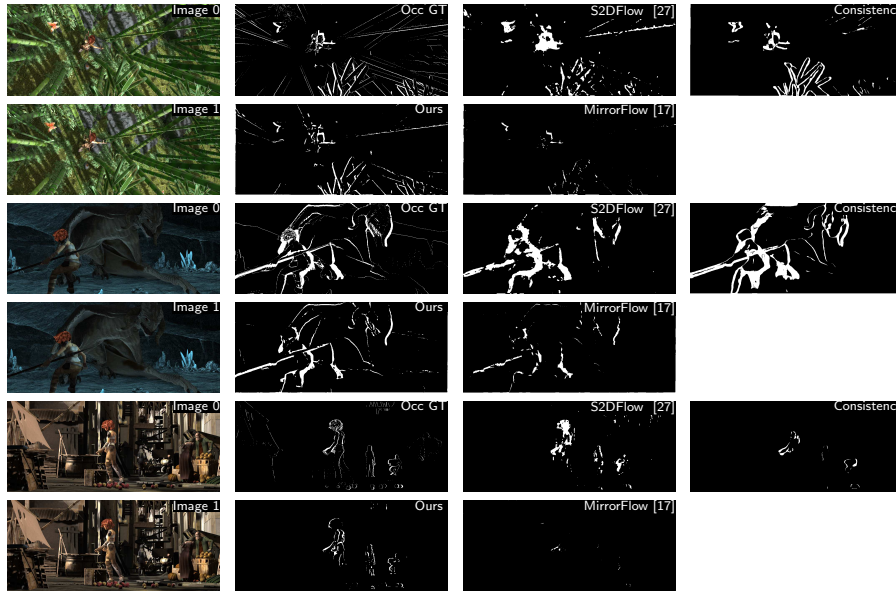 Image 0 Occ GT S2DFlow [27] Consistenc
Image 1 Ours MirrorFlow [17]
Image 0 Occ GT S2DFlow [27] Consistenc
Image 1 Ours MirrorFlow [17]
Image 0 Occ GT S2DFlow [27] Consistenc
Image 1 Ours MirrorFlow [17]